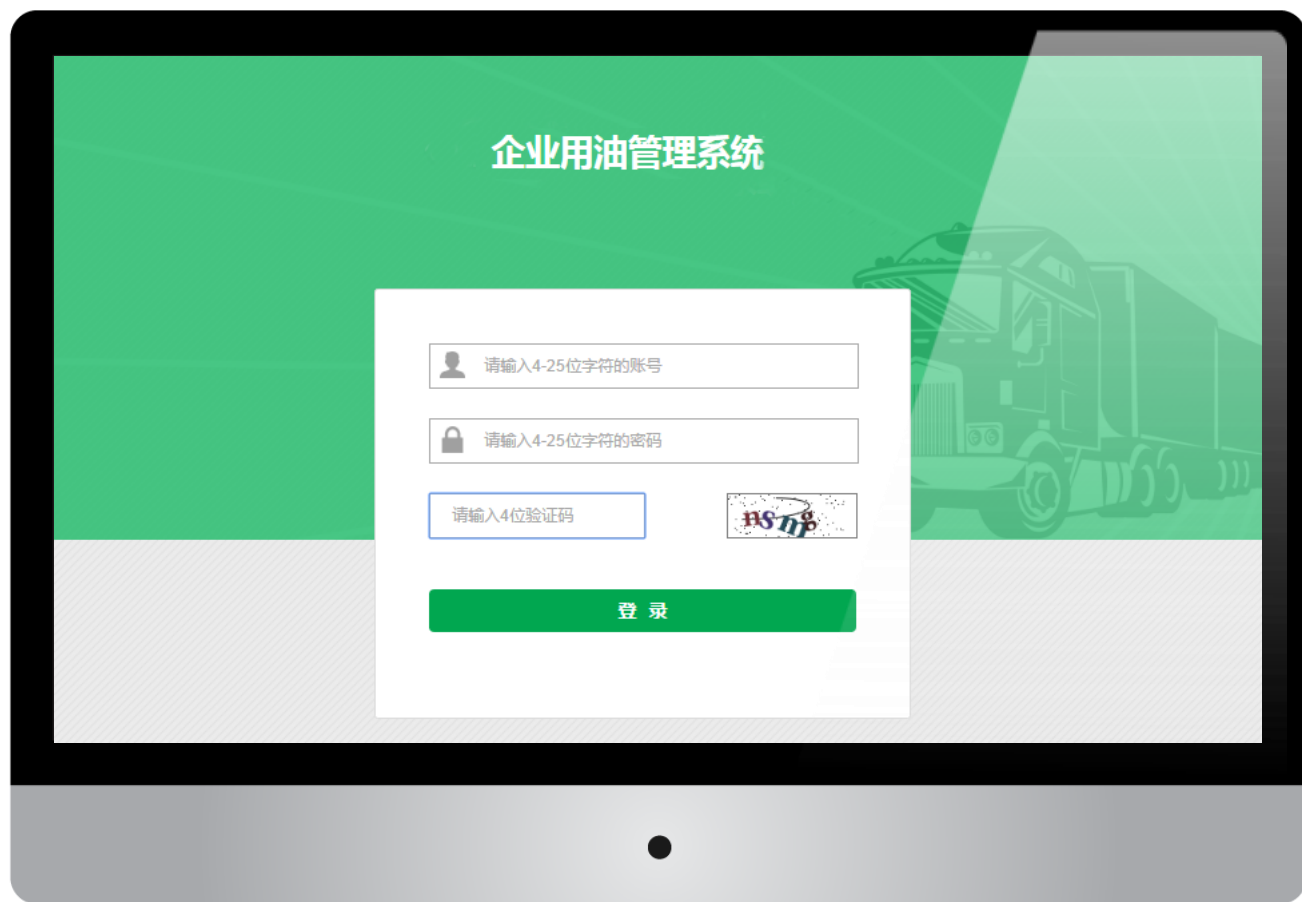 企业用油管理系统
请输入4-25位字符的账号
请输入4-25位字符的密码
请输入4位验证码
nsmg
登 录